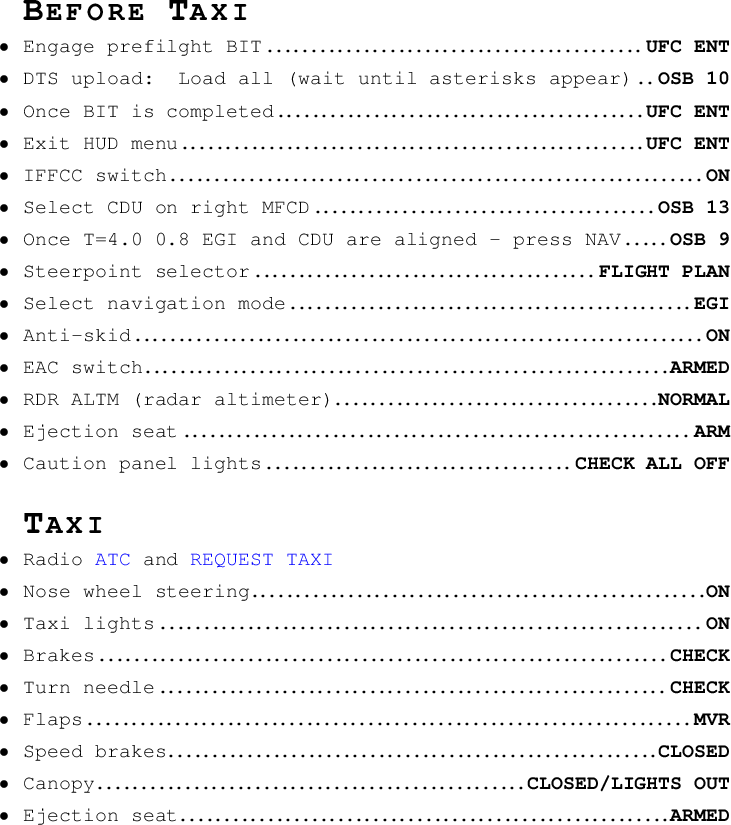 BEFORE TAXI
• Engage prefilght BIT..........................................UFC ENT
• DTS upload:  Load all (wait until asterisks appear)..OSB 10
• Once BIT is completed.........................................UFC ENT
• Exit HUD menu....................................................UFC ENT
• IFFCC switch............................................................ON
• Select CDU on right MFCD......................................OSB 13
• Once T=4.0 0.8 EGI and CDU are aligned – press NAV.....OSB 9
• Steerpoint selector......................................FLIGHT PLAN
• Select navigation mode.............................................EGI
• Anti-skid................................................................ON
• EAC switch...........................................................ARMED
• RDR ALTM (radar altimeter)....................................NORMAL
• Ejection seat.........................................................ARM
• Caution panel lights..................................CHECK ALL OFF
TAXI
• Radio ATC and REQUEST TAXI
• Nose wheel steering...................................................ON
• Taxi lights.............................................................ON
• Brakes................................................................CHECK
• Turn needle.........................................................CHECK
• Flaps....................................................................MVR
• Speed brakes.......................................................CLOSED
• Canopy................................................CLOSED/LIGHTS OUT
• Ejection seat.......................................................ARMED